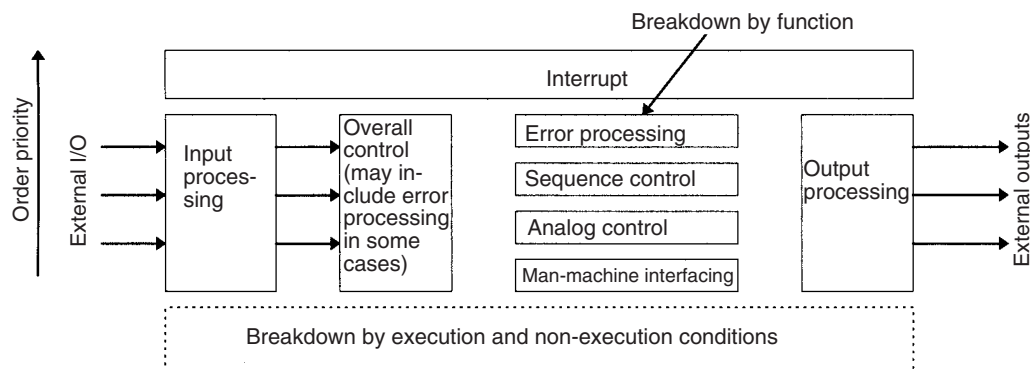 Breakdown by function
Interrupt
Order priority
External I/O
Input
proces-
sing
Overall
control
(may in-
clude error
processing
in some
cases)
Error processing
Sequence control
Analog control
Man-machine interfacing
Output
processing
External outputs
Breakdown by execution and non-execution conditions